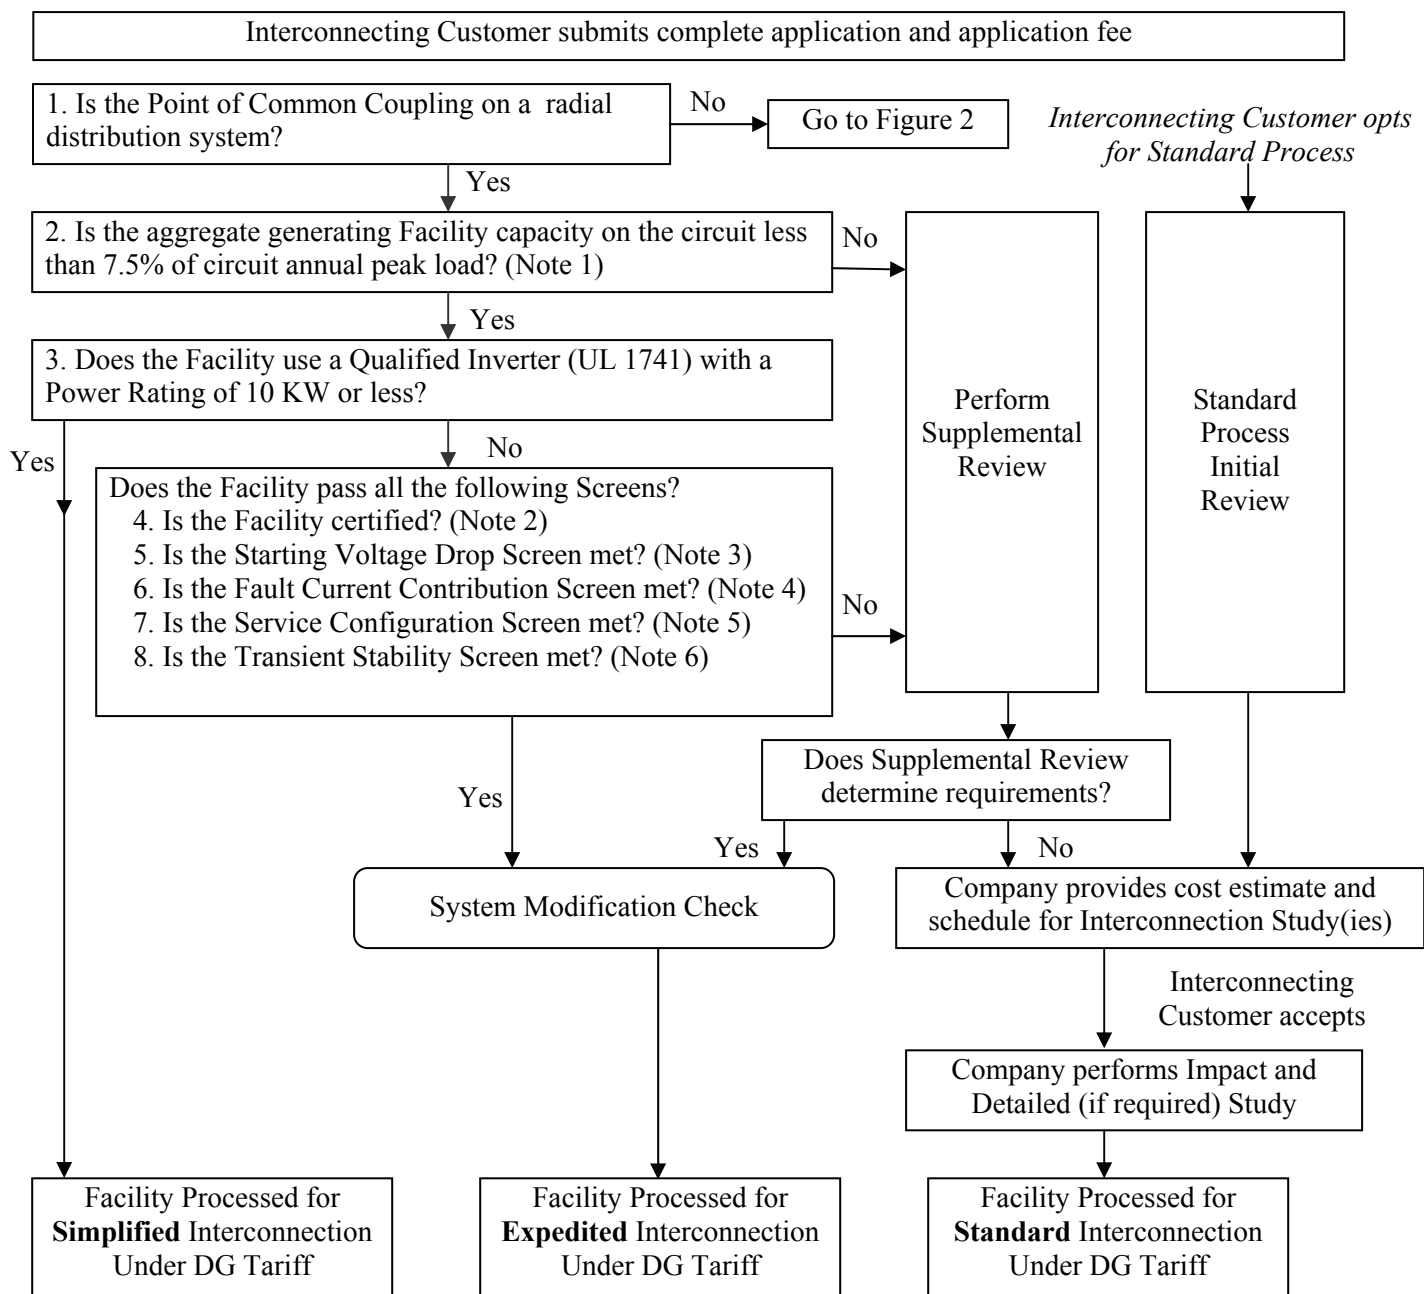 Interconnecting Customer submits complete application and application fee
1. Is the Point of Common Coupling on a radial
distribution system?
No
Go to Figure 2
Interconnecting Customer opts
for Standard Process
Yes
2. Is the aggregate generating Facility capacity on the circuit less
than 7.5% of circuit annual peak load? (Note 1)
No
Yes
3. Does the Facility use a Qualified Inverter (UL 1741) with a
Power Rating of 10 KW or less?
Perform
Supplemental
Review
Standard
Process
Initial
Review
Yes
No
Does the Facility pass all the following Screens?
4. Is the Facility certified? (Note 2)
5. Is the Starting Voltage Drop Screen met? (Note 3)
6. Is the Fault Current Contribution Screen met? (Note 4)
7. Is the Service Configuration Screen met? (Note 5)
8. Is the Transient Stability Screen met? (Note 6)
No
Does Supplemental Review
determine requirements?
Yes
Yes
No
System Modification Check
Company provides cost estimate and
schedule for Interconnection Study(ies)
Interconnecting
Customer accepts
Company performs Impact and
Detailed (if required) Study
Facility Processed for
Simplified Interconnection
Under DG Tariff
Facility Processed for
Expedited Interconnection
Under DG Tariff
Facility Processed for
Standard Interconnection
Under DG Tariff